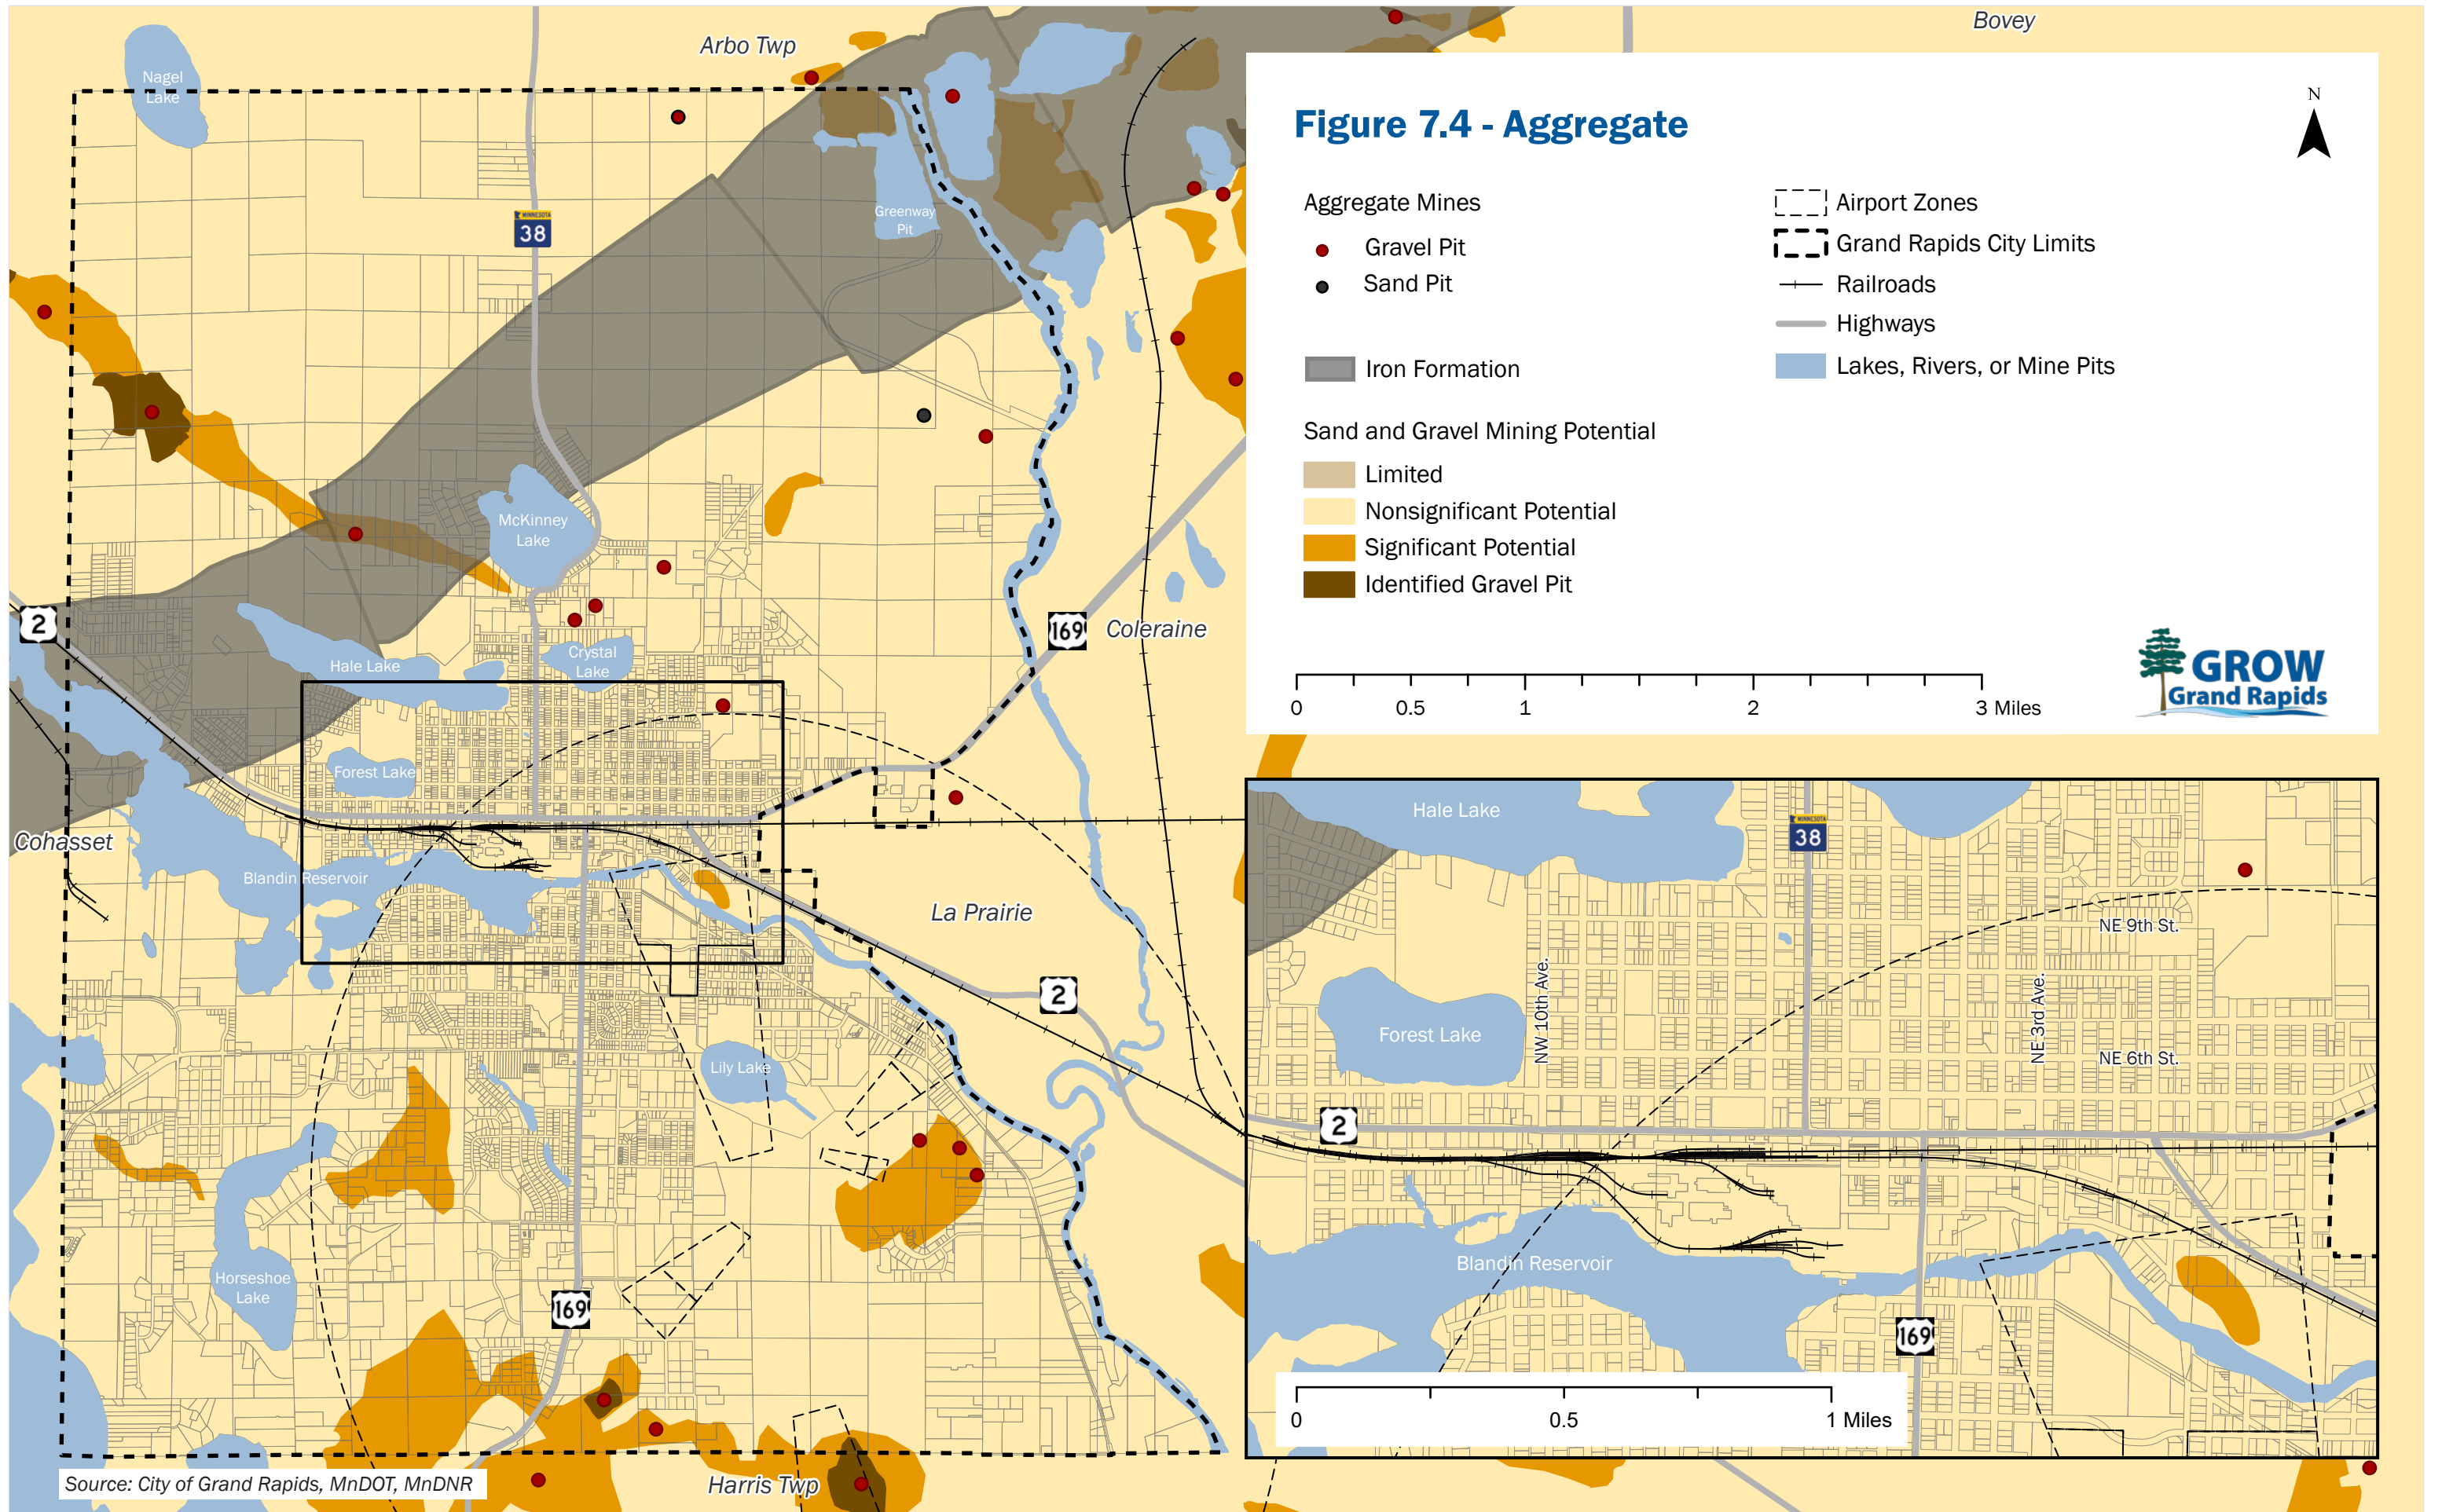 Arbo Twp
Bovey
Nagel
Lake
MINNESOTA
38
Greenway
Pit
McKinney
Lake
2
Hale Lake
Crystal
Lake
169
Coleraine
Forest Lake
Cohasset
Blandin Reservoir
La Prairie
2
Lily Lake
Horseshoe
Lake
169
Harris Twp
Source: City of Grand Rapids, MnDOT, MnDNR
Figure 7.4 - Aggregate
N
Aggregate Mines
Gravel Pit
Sand Pit
Iron Formation
Sand and Gravel Mining Potential
Limited
Nonsignificant Potential
Significant Potential
Identified Gravel Pit
Airport Zones
Grand Rapids City Limits
Railroads
Highways
Lakes, Rivers, or Mine Pits
0 0.5 1 2 3 Miles
GROW
Grand Rapids
Hale Lake
MINNESOTA
38
NE 9th St.
NW 10th Ave.
NE 3rd Ave.
Forest Lake
NE 6th St.
2
Blandin Reservoir
169
0 0.5 1 Miles